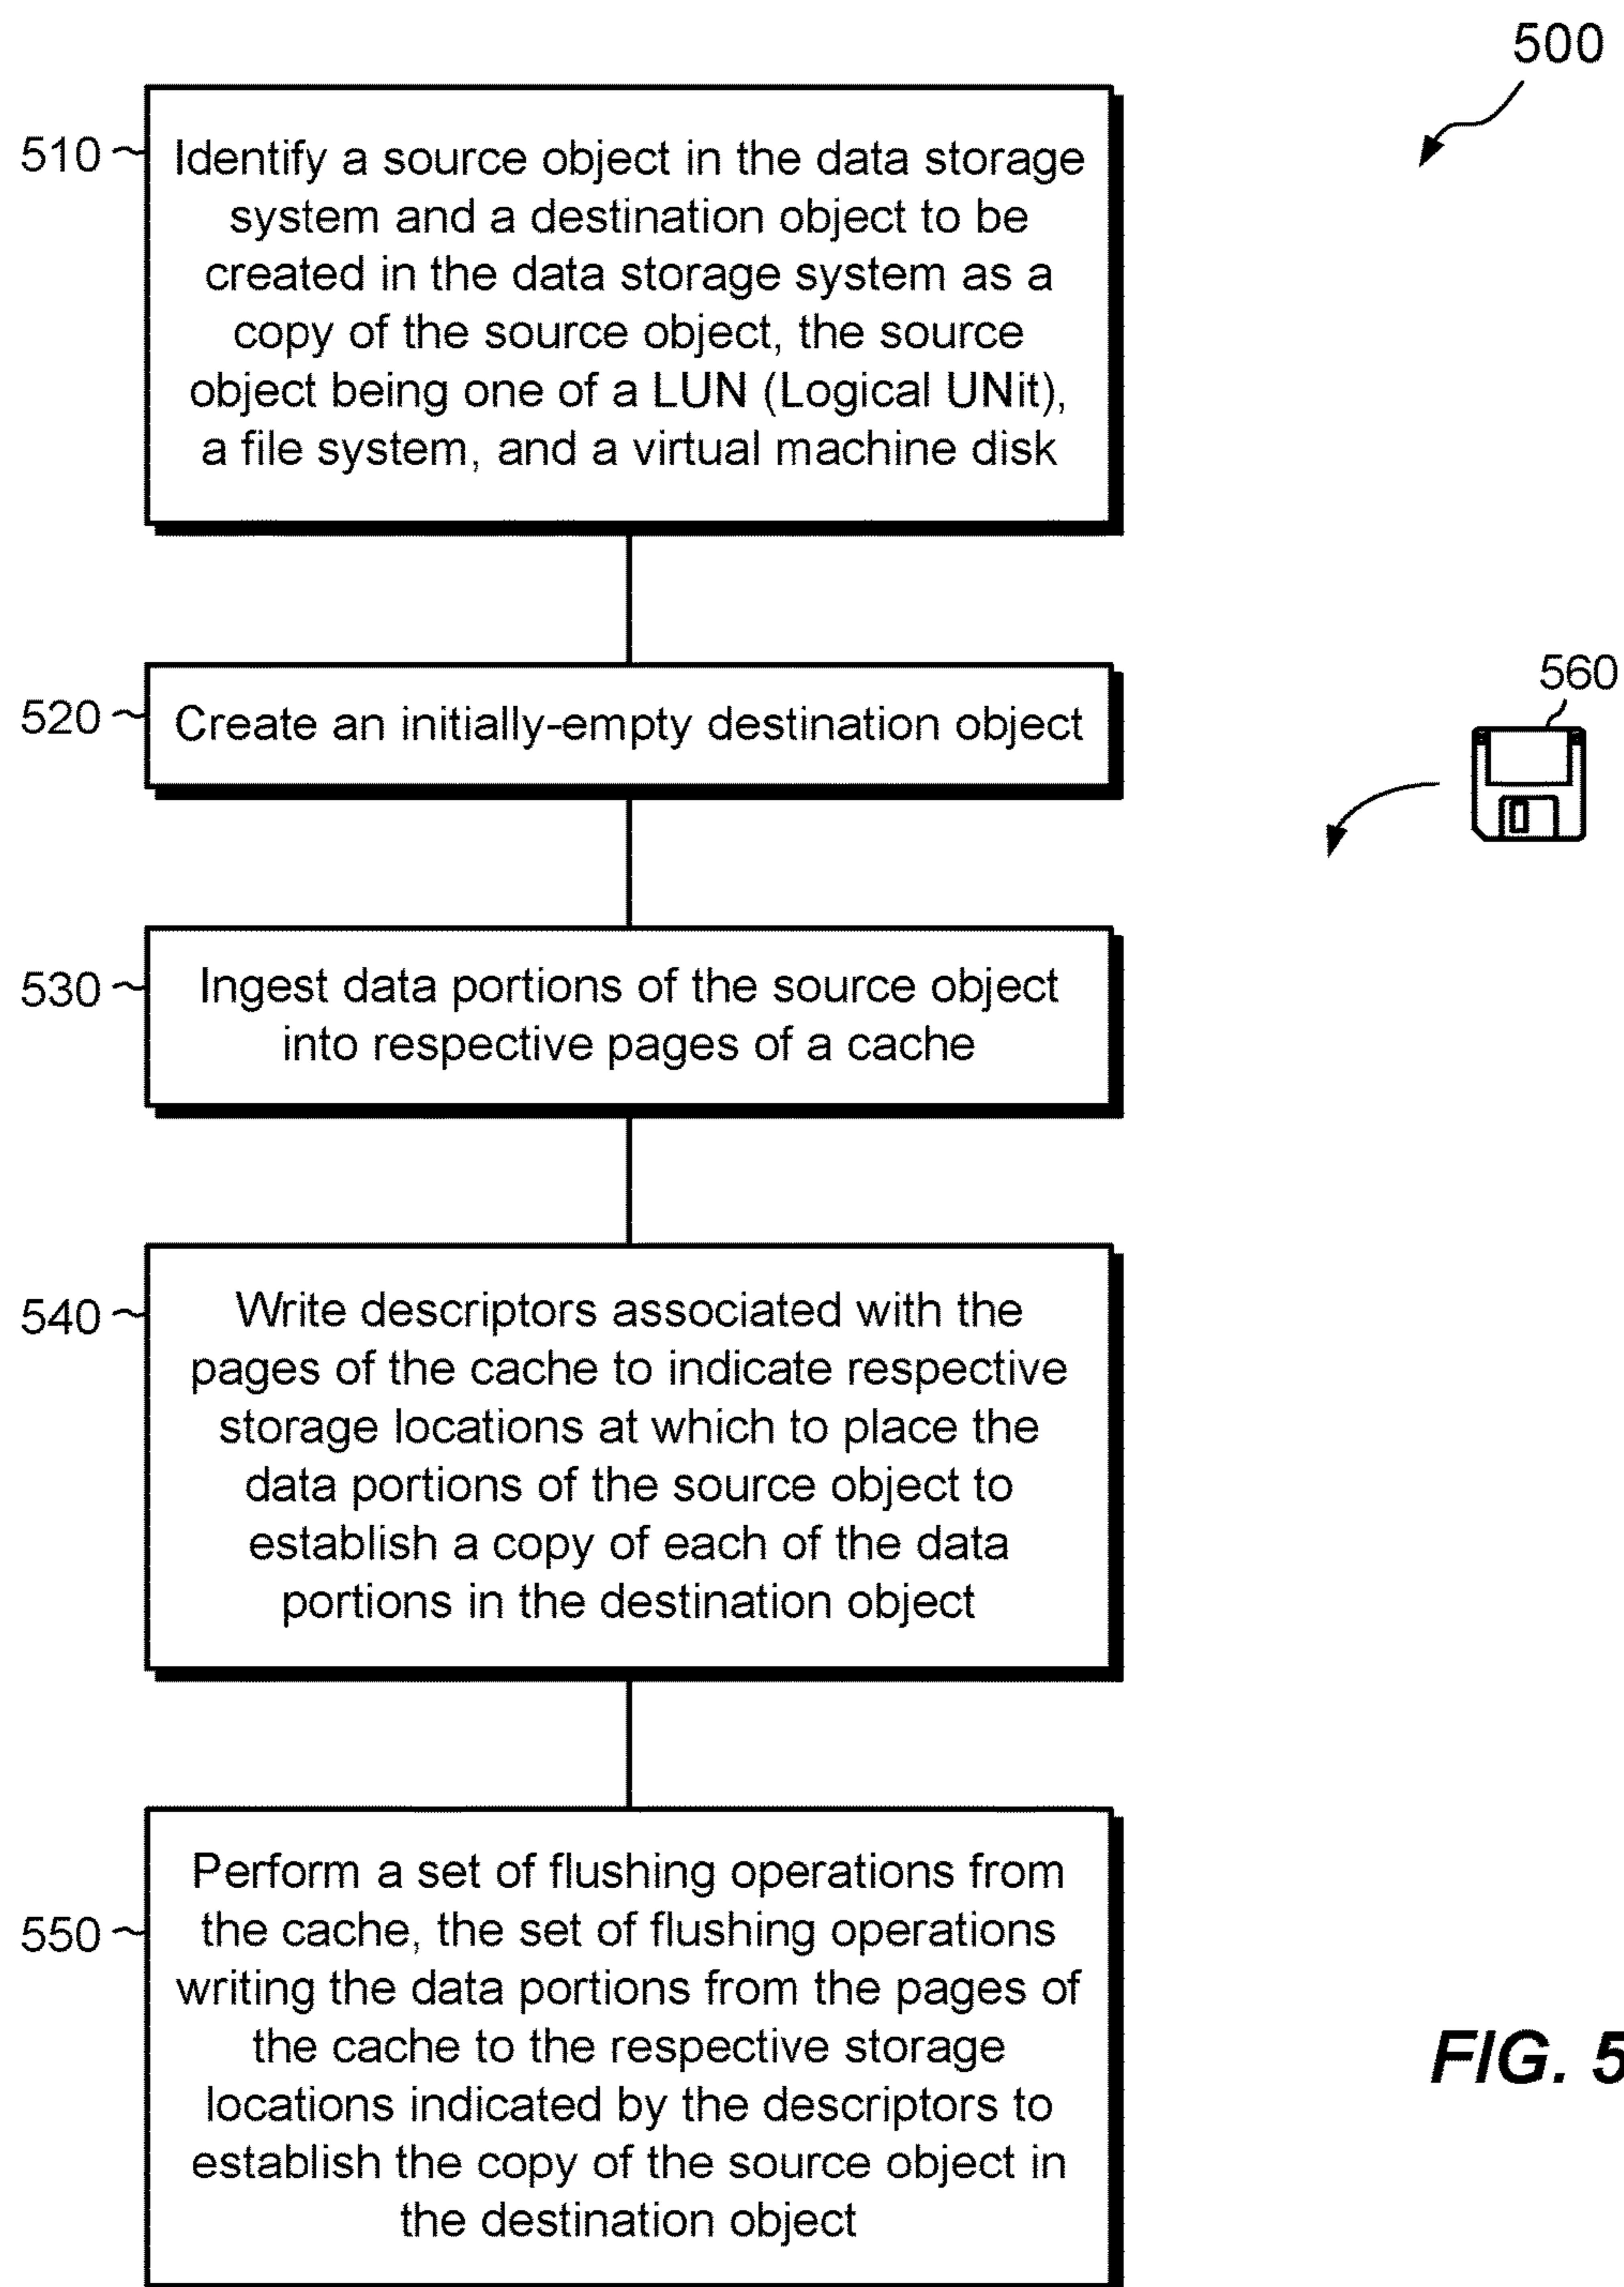 500
510
Identify a source object in the data storage
system and a destination object to be
created in the data storage system as a
copy of the source object, the source
object being one of a LUN (Logical UNit),
a file system, and a virtual machine disk
520
Create an initially-empty destination object
560
530
Ingest data portions of the source object
into respective pages of a cache
540
Write descriptors associated with the
pages of the cache to indicate respective
storage locations at which to place the
data portions of the source object to
establish a copy of each of the data
portions in the destination object
550
Perform a set of flushing operations from
the cache, the set of flushing operations
writing the data portions from the pages of
the cache to the respective storage
locations indicated by the descriptors to
establish the copy of the source object in
the destination object
FIG. 5